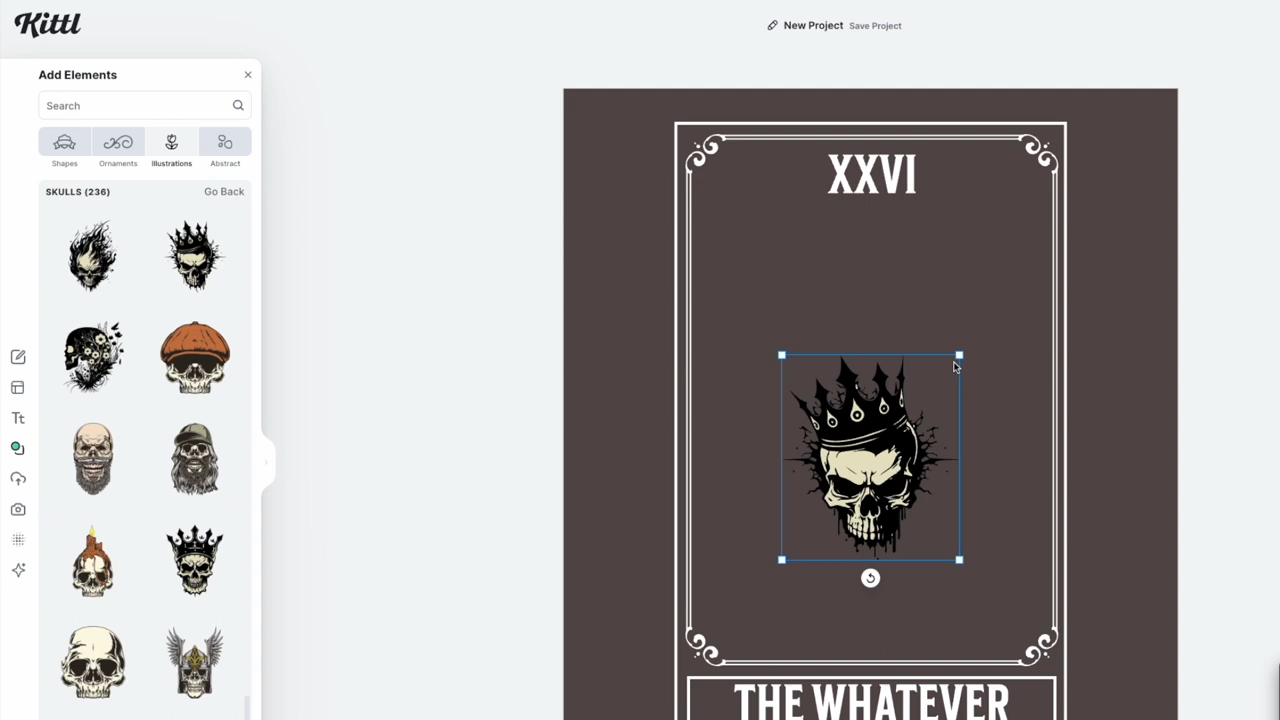 Kittl
New Project Save Project
Add Elements
Search
Shapes Ornaments Illustrations Abstract
SKULLS (236) Go Back
Tt
XXVI
THE WHATEVER